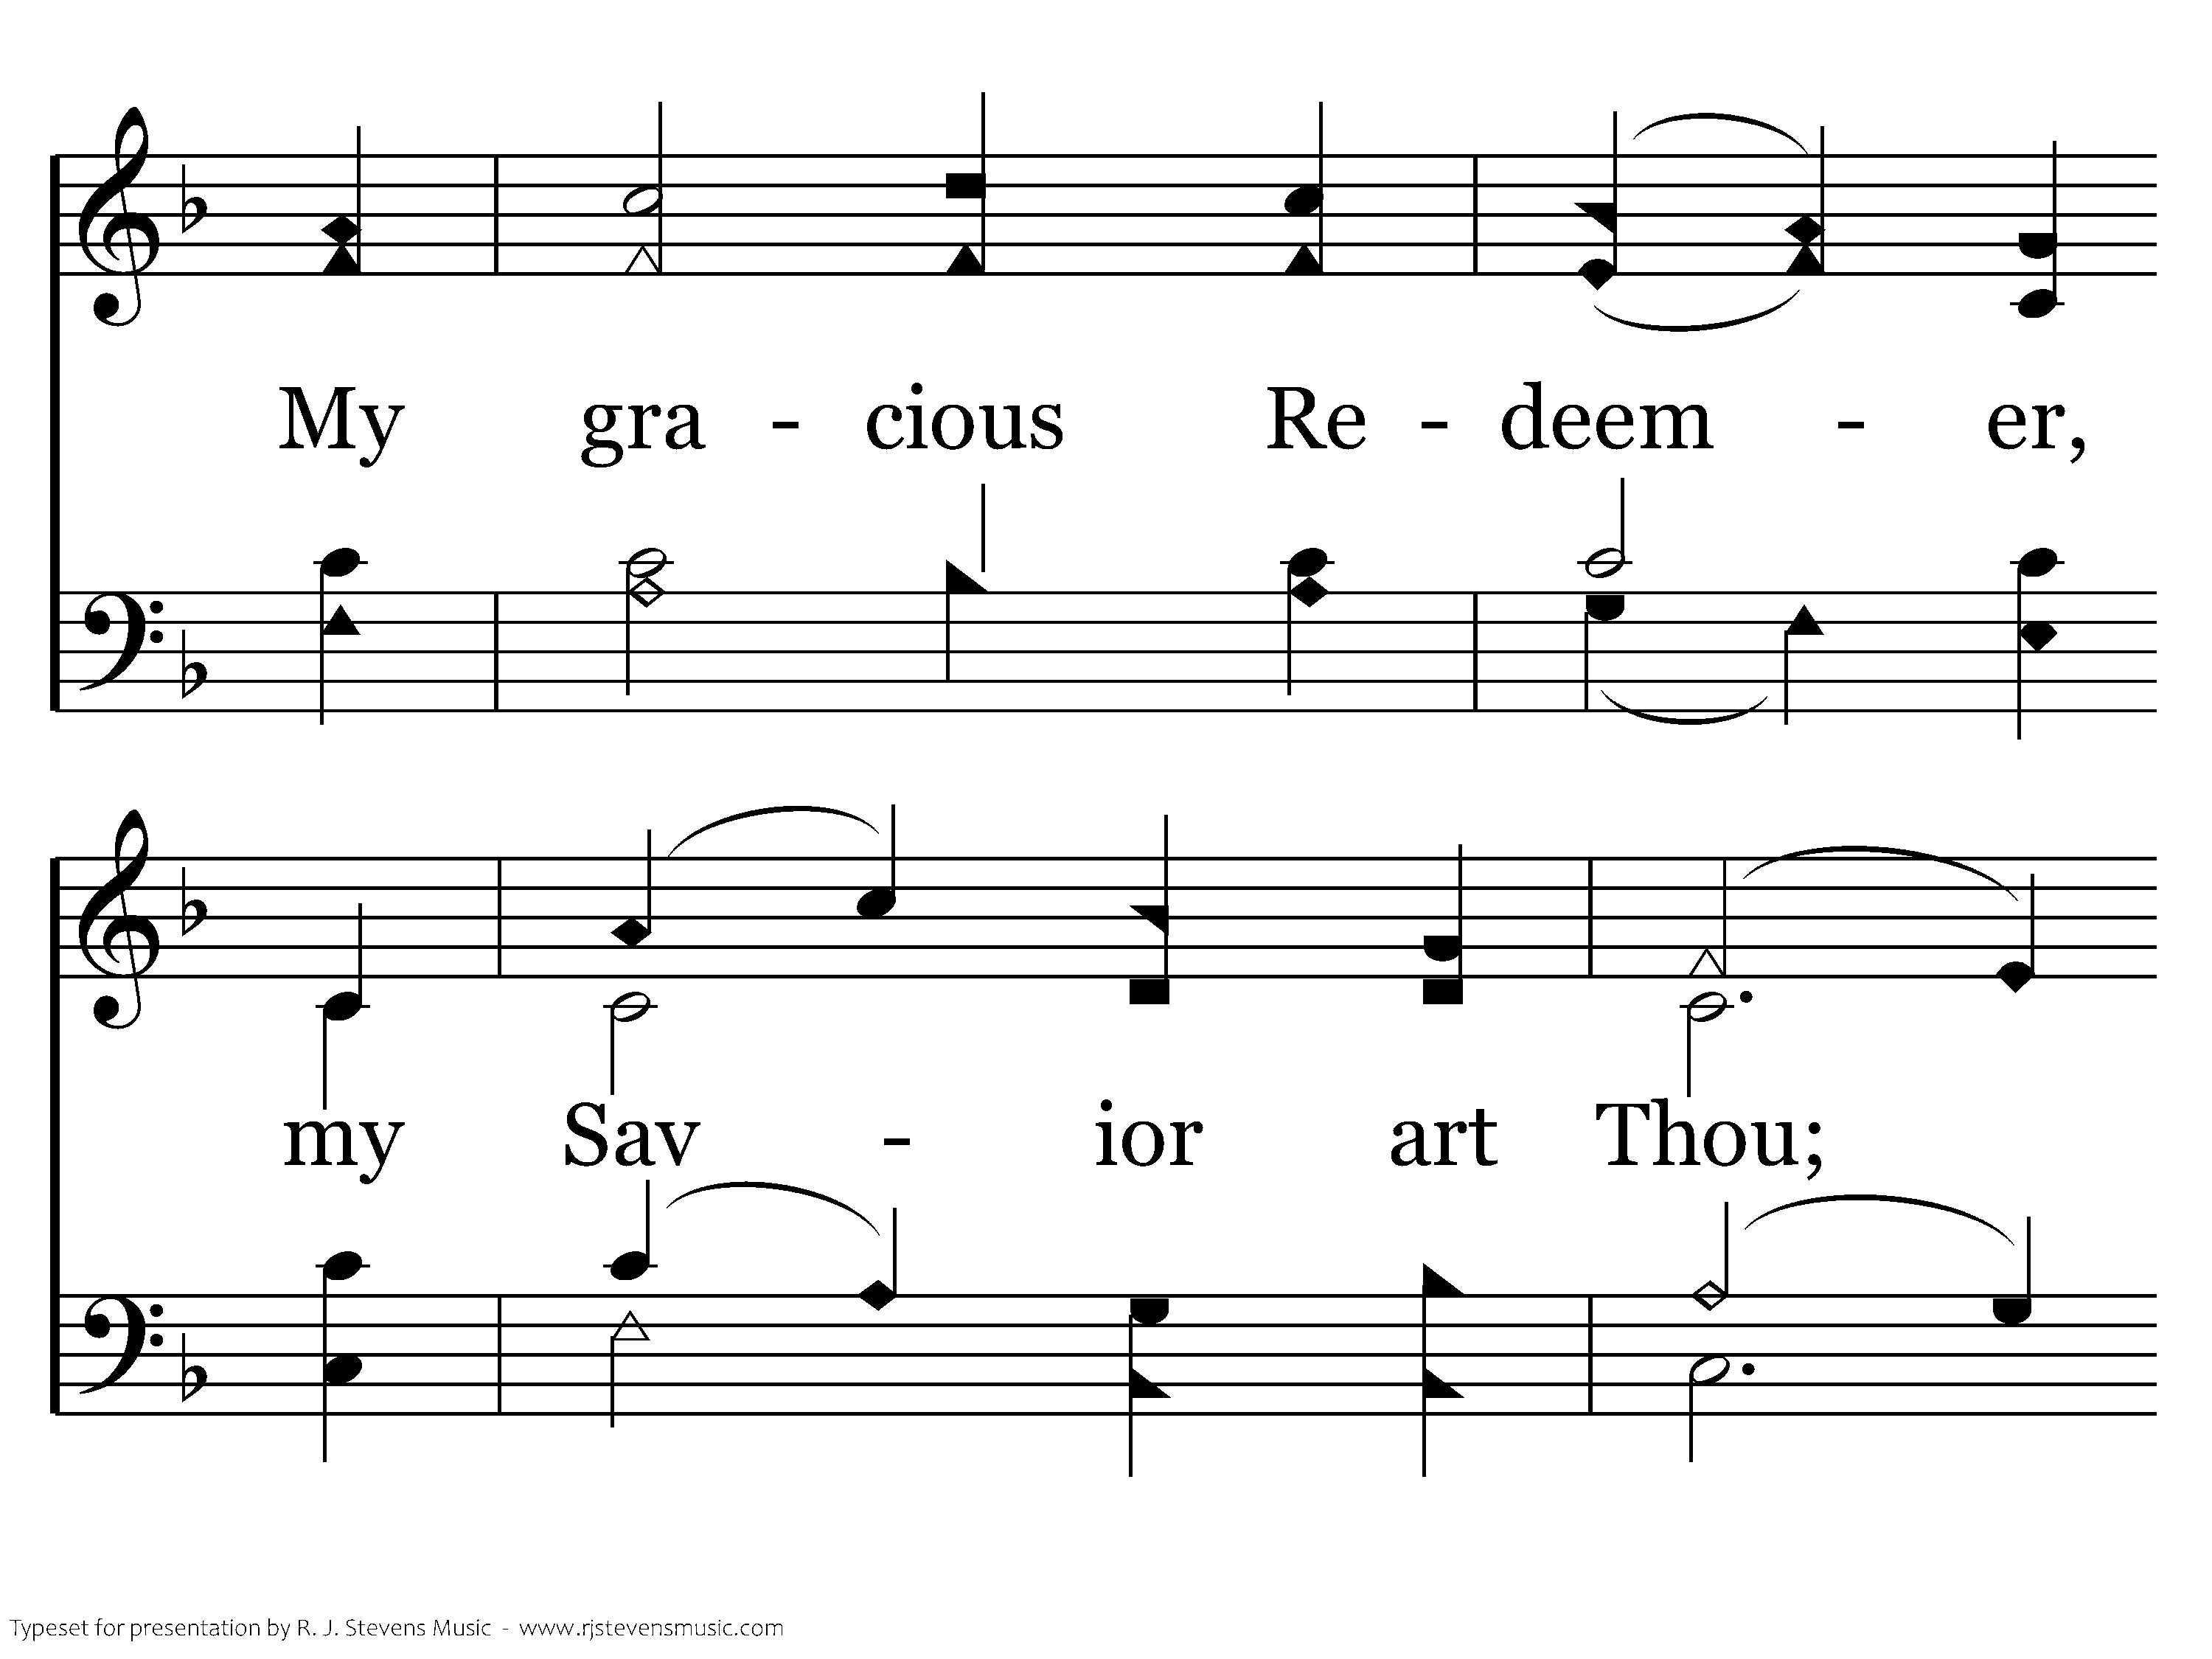 My gra - cious Re - deem - er,
my Sav - ior art Thou;
Typeset for presentation by R. J. Stevens Music - www.rjstevensmusic.com